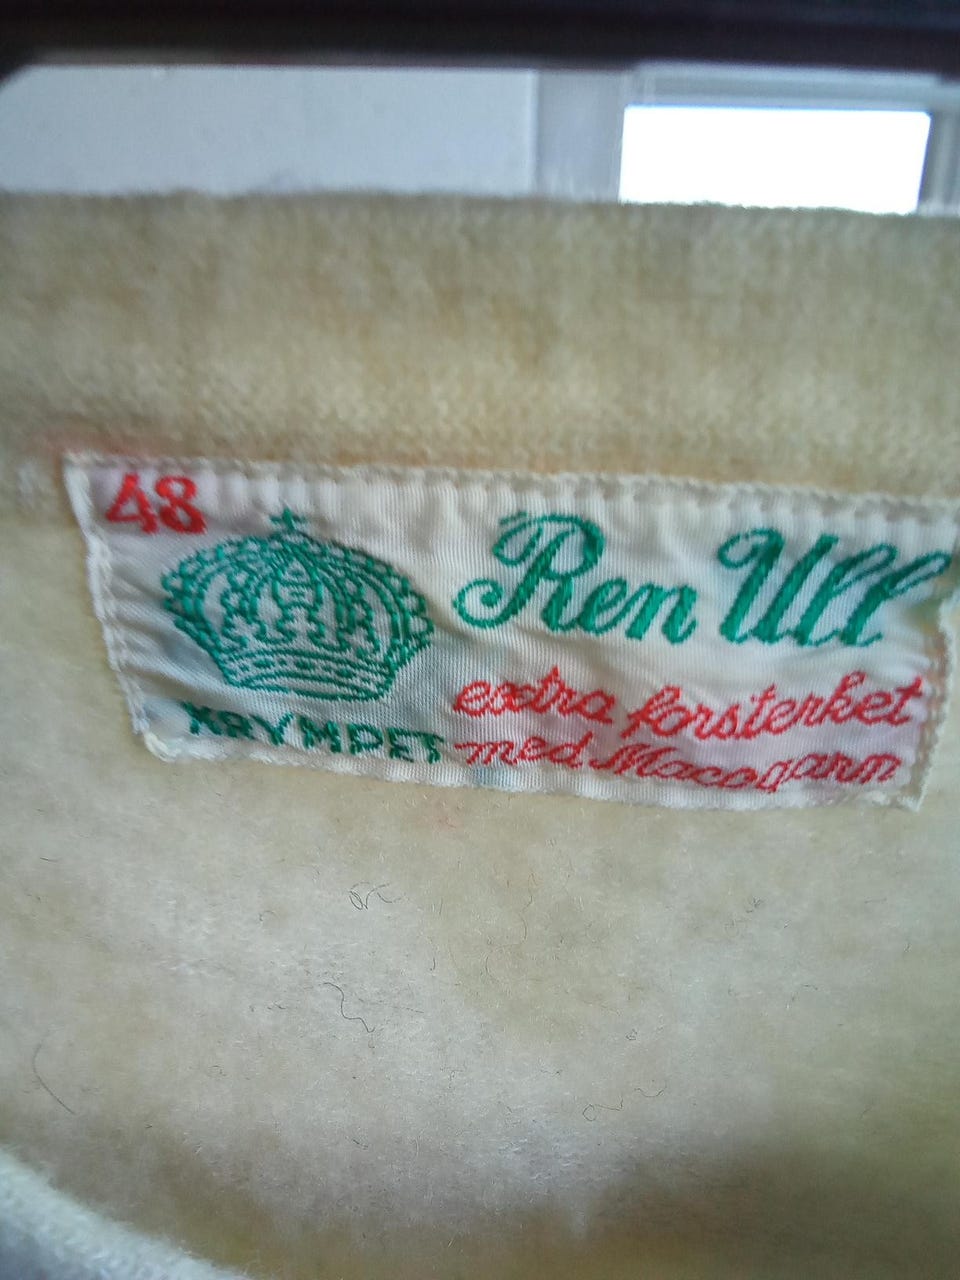 48
Ren Ull
extra forsterket
med Macogarn
KRYMPET